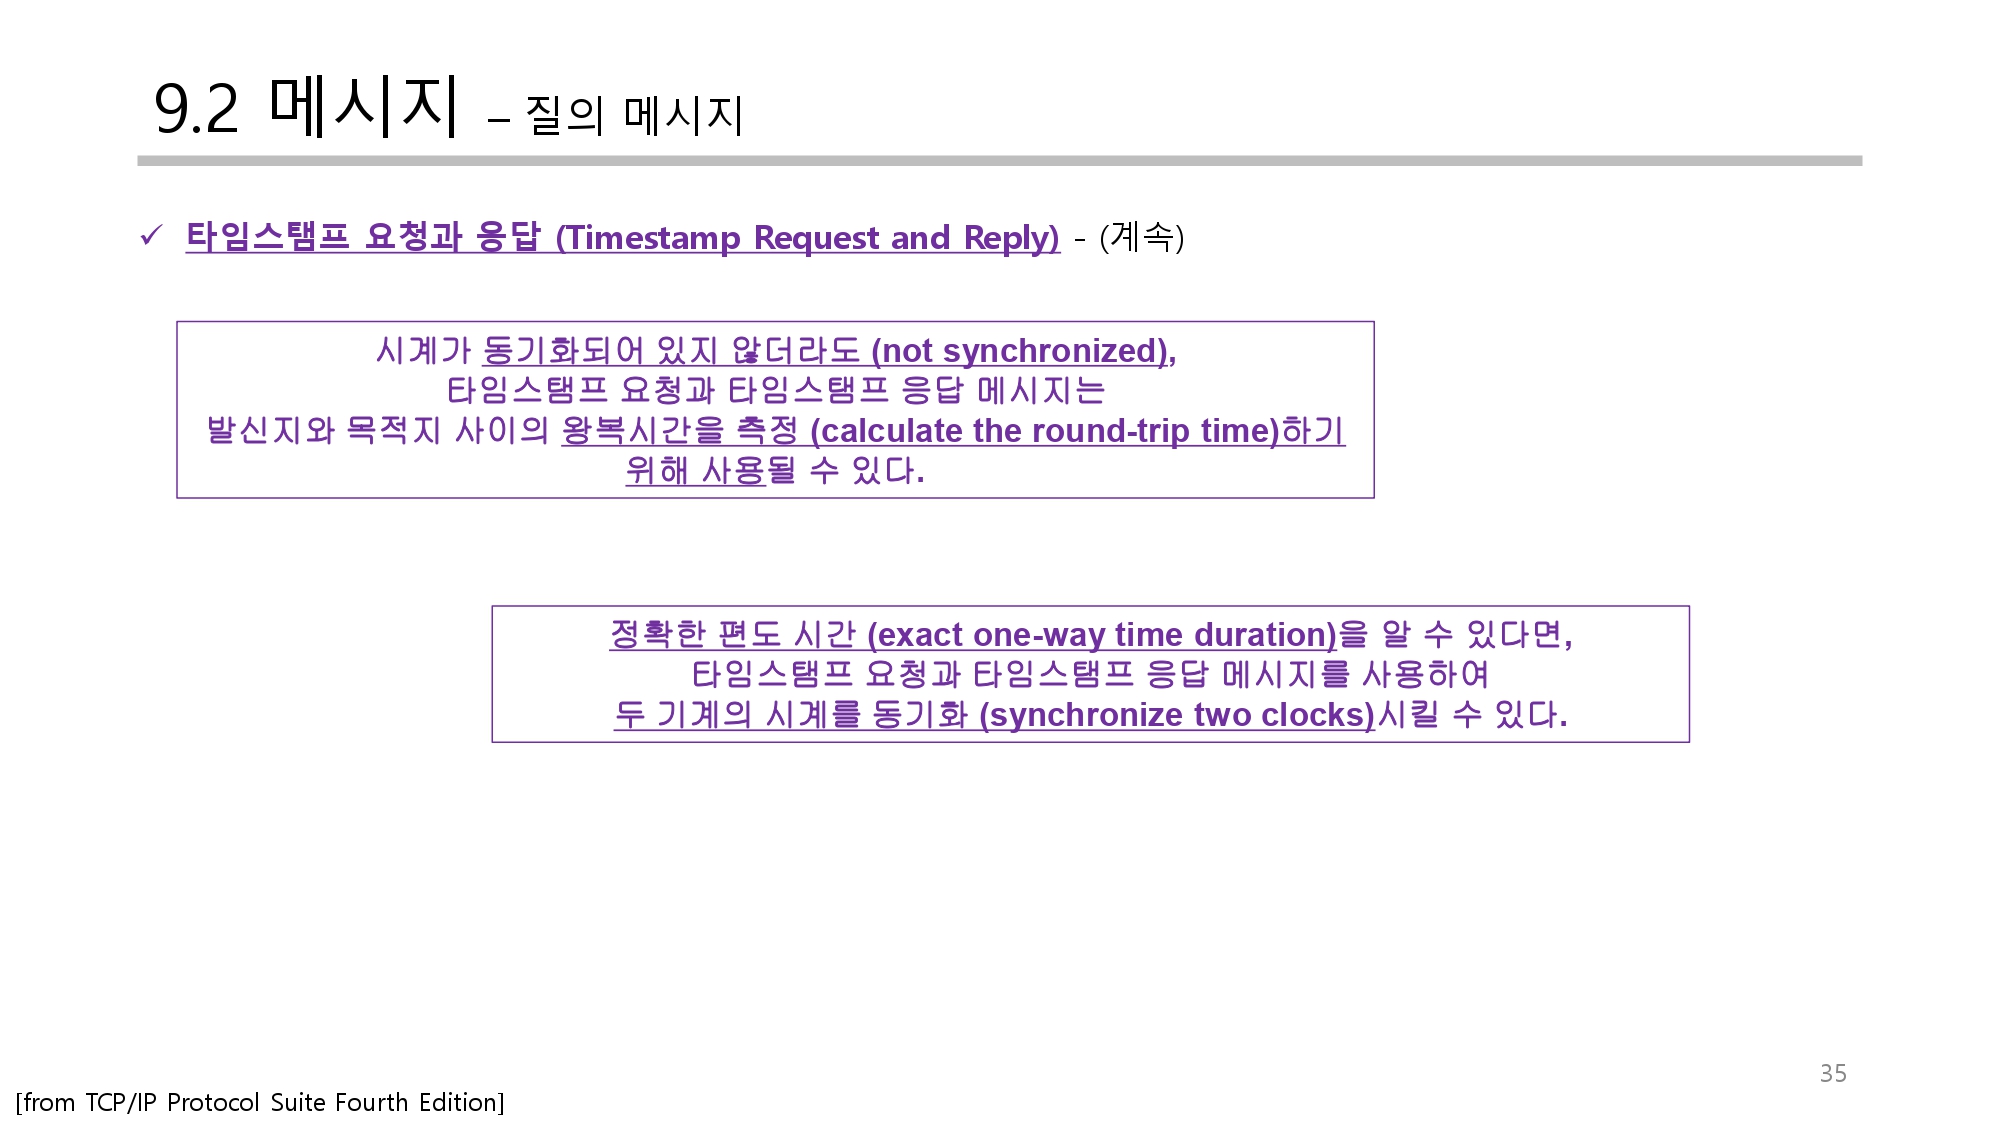 9.2 메시지 – 질의 메시지
✓ 타임스탬프 요청과 응답 (Timestamp Request and Reply) - (계속)
시계가 동기화되어 있지 않더라도 (not synchronized),
타임스탬프 요청과 타임스탬프 응답 메시지는
발신지와 목적지 사이의 왕복시간을 측정 (calculate the round-trip time)하기
위해 사용될 수 있다.
정확한 편도 시간 (exact one-way time duration)을 알 수 있다면,
타임스탬프 요청과 타임스탬프 응답 메시지를 사용하여
두 기계의 시계를 동기화 (synchronize two clocks)시킬 수 있다.
35
[from TCP/IP Protocol Suite Fourth Edition]